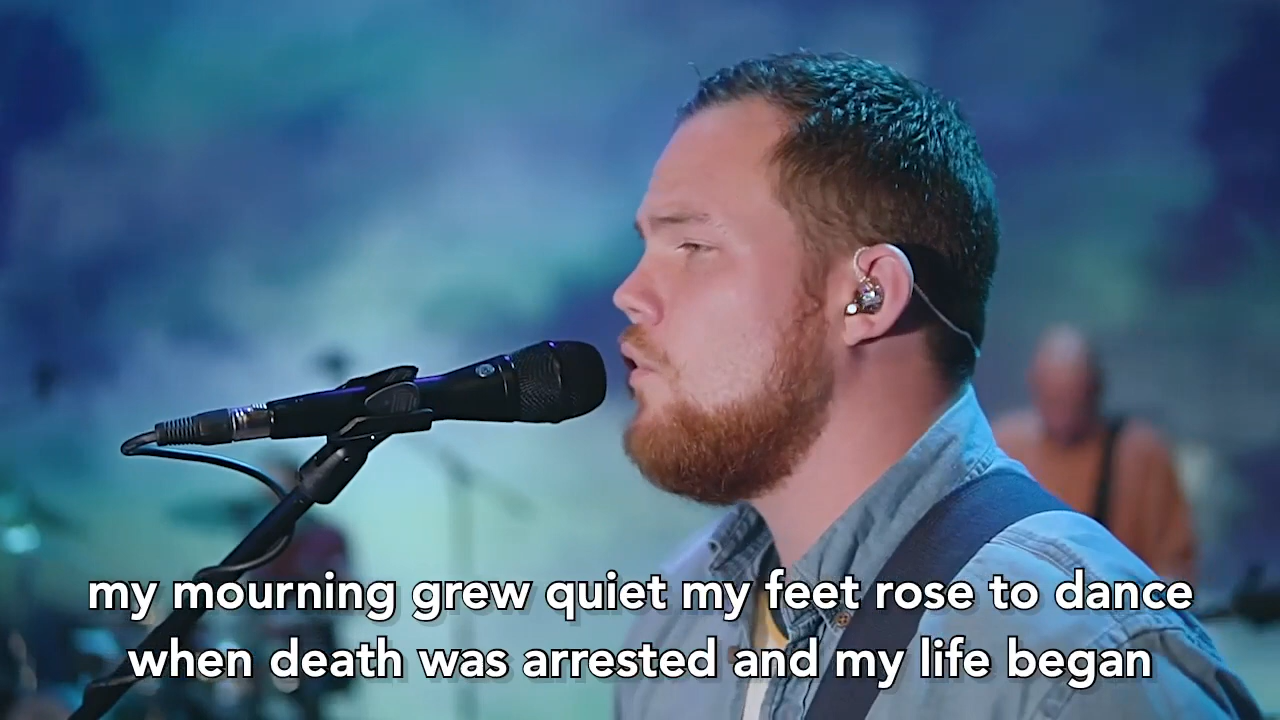 my mourning grew quiet my feet rose to dance
when death was arrested and my life began